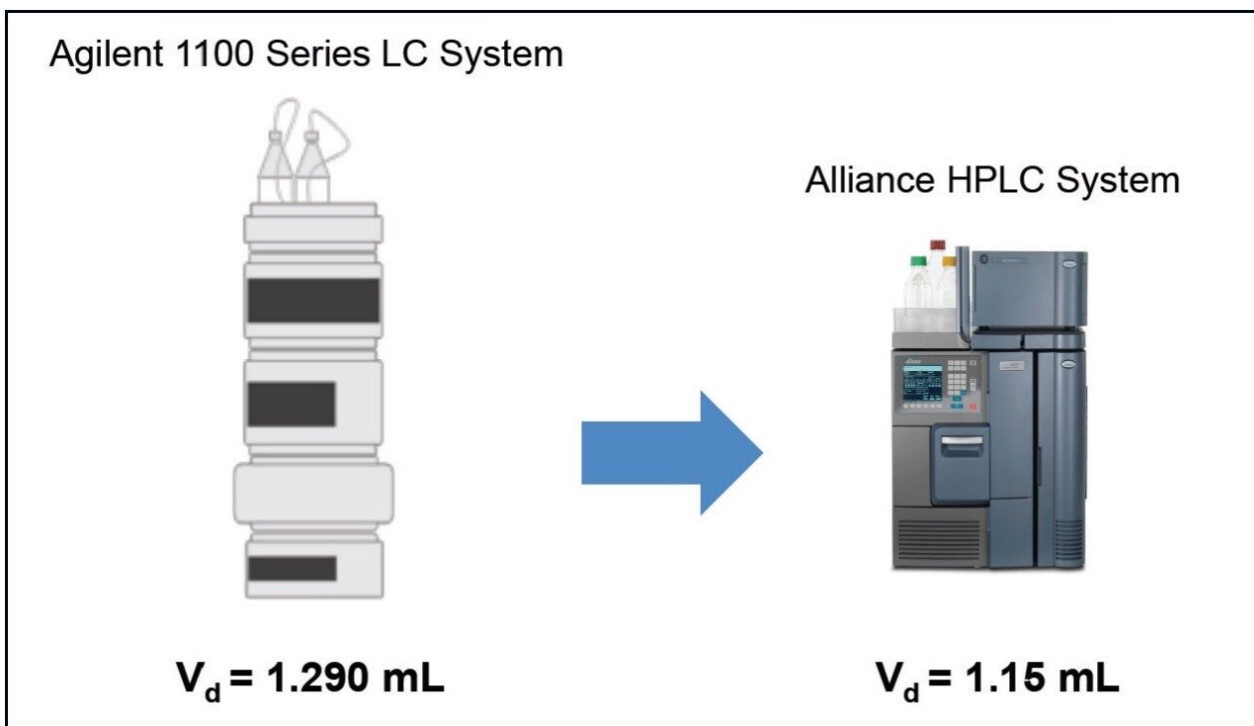 Agilent 1100 Series LC System
Alliance HPLC System
Vd = 1.290 mL
Vd = 1.15 mL